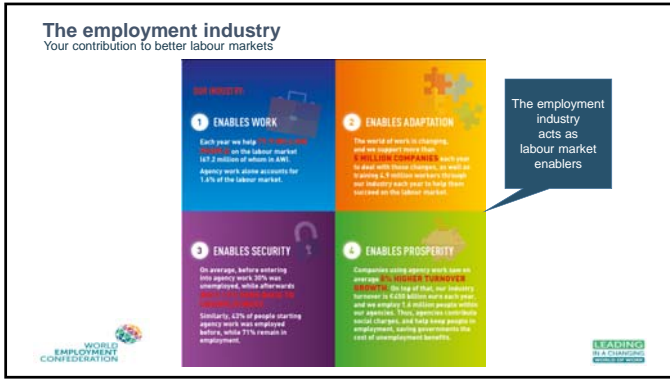 The employment industry
Your contribution to better labour markets
OUR INDUSTRY:
1 ENABLES WORK
Each year we help
on the labour market
(67.2 million of whom in AW).
Agency work alone accounts for
1.6% of the labour market.
2 ENABLES ADAPTATION
The world of work is changing,
and we support more than
5 MILLION COMPANIES each year
to deal with these changes, as well as
training 4.9 million workers through
our industry each year to help them
succeed on the labour market.
3 ENABLES SECURITY
On average, before entering
into agency work 30% was
unemployed, while afterwards
Similarly, 43% of people starting
agency work was employed
before, while 71% remain in
employment.
4 ENABLES PROSPERITY
Companies using agency work saw on
average 6% HIGHER TURNOVER
GROWTH. On top of that, our industry
turnover is €450 billion euro each year,
and we employ 1.6 million people within
our agencies. Thus, agencies contribute
social charges, and help keep people in
employment, saving governments the
cost of unemployment benefits.
The employment
industry
acts as
labour market
enablers
WORLD
EMPLOYMENT
CONFEDERATION
LEADING
IN A CHANGING
WORLD OF WORK